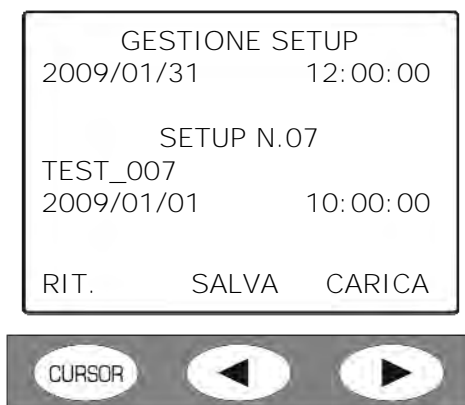 GESTIONE SETUP
2009/01/31 12:00:00
SETUP N.07
TEST_007
2009/01/01 10:00:00
RIT. SALVA CARICA
CURSOR